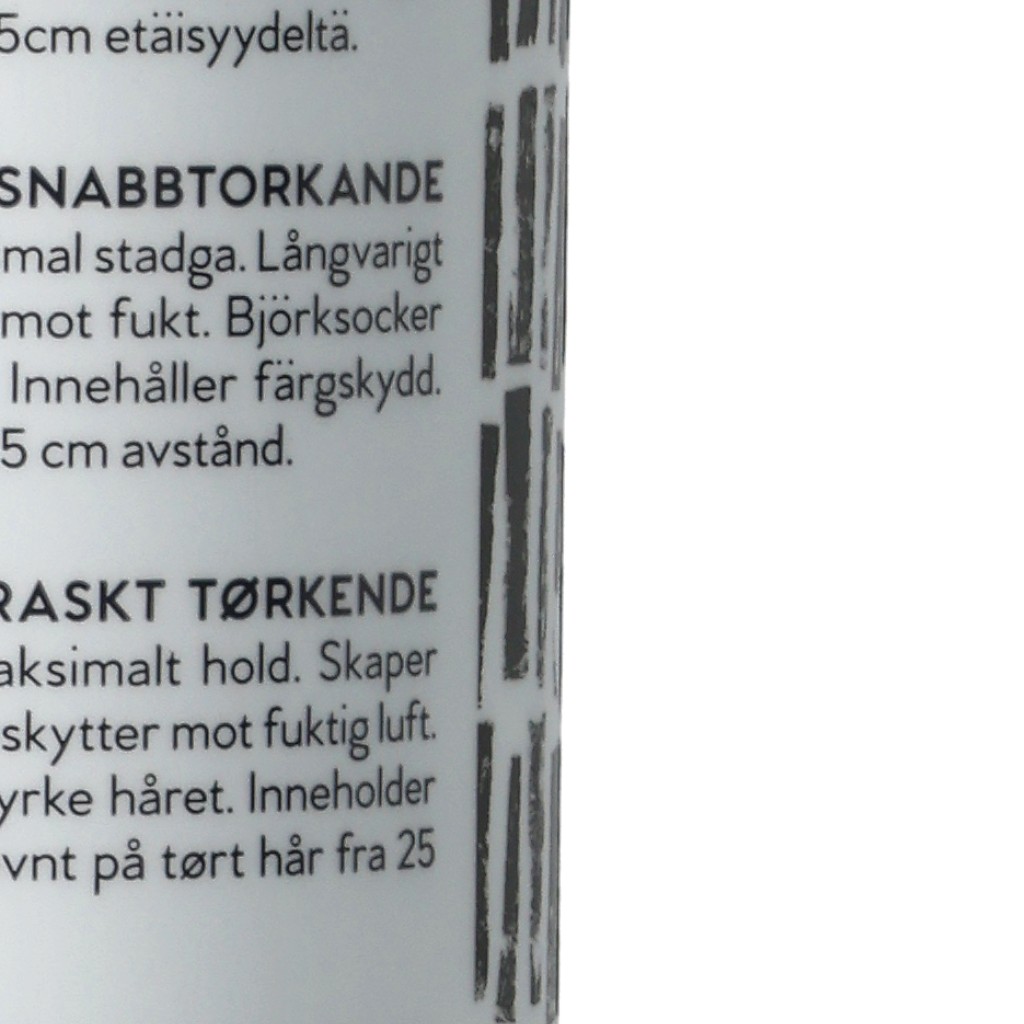 5cm etäisyydeltä.
SNABBTORKANDE
mal stadga. Långvarigt
mot fukt. Björksocker
Innehåller färgskydd.
5 cm avstånd.
RASKT TØRKENDE
aksimalt hold. Skaper
skytter mot fuktig luft.
yrke håret. Inneholder
vnt på tørt hår fra 25